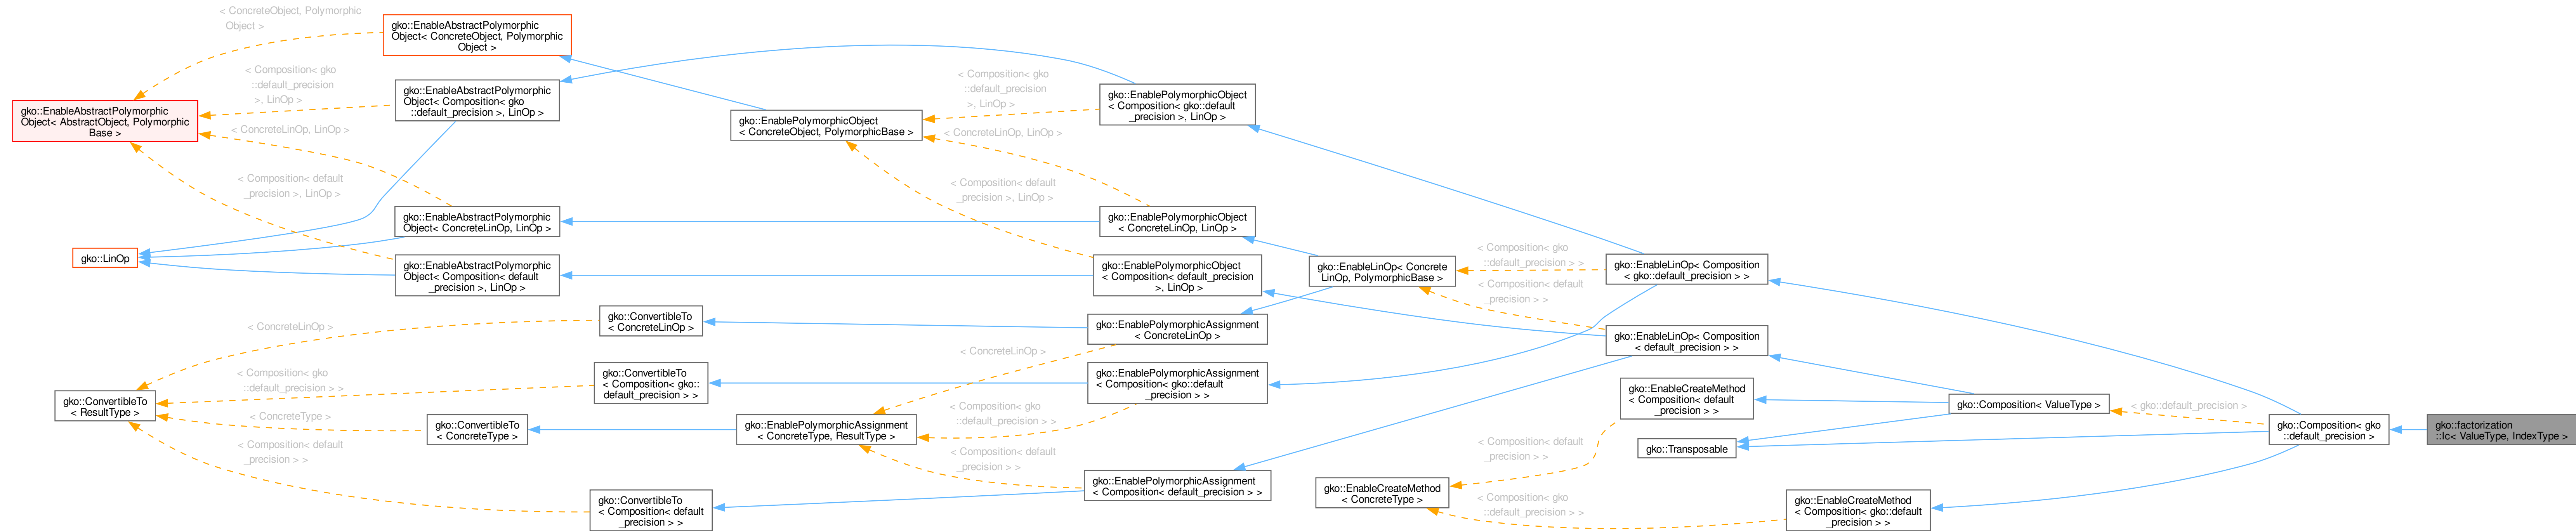 < ConcreteObject, Polymorphic
Object >
gko::EnableAbstractPolymorphic
Object< ConcreteObject, Polymorphic
Object >
< Composition< gko
::default_precision
>, LinOp >
gko::EnableAbstractPolymorphic
Object< AbstractObject, Polymorphic
Base >
gko::EnableAbstractPolymorphic
Object< Composition< gko
::default_precision >, LinOp >
< ConcreteLinOp, LinOp >
< Composition< default
_precision >, LinOp >
gko::EnableAbstractPolymorphic
Object< ConcreteLinOp, LinOp >
gko::LinOp
gko::EnableAbstractPolymorphic
Object< Composition< default
_precision >, LinOp >
gko::EnablePolymorphicObject
< ConcreteObject, PolymorphicBase >
< Composition< gko
::default_precision
>, LinOp >
< ConcreteLinOp, LinOp >
< Composition< default
_precision >, LinOp >
gko::EnablePolymorphicObject
< Composition< gko::default
_precision >, LinOp >
gko::EnablePolymorphicObject
< ConcreteLinOp, LinOp >
gko::EnablePolymorphicObject
< Composition< default_precision
>, LinOp >
gko::EnableLinOp< Concrete
LinOp, PolymorphicBase >
< Composition< gko
::default_precision > >
< Composition< default
_precision > >
gko::EnableLinOp< Composition
< gko::default_precision > >
gko::EnableLinOp< Composition
< default_precision > >
< ConcreteLinOp >
gko::ConvertibleTo
< ConcreteLinOp >
gko::EnablePolymorphicAssignment
< ConcreteLinOp >
< ConcreteLinOp >
< Composition< gko
::default_precision > >
gko::ConvertibleTo
< Composition< gko::
default_precision > >
gko::EnablePolymorphicAssignment
< Composition< gko::default
_precision > >
gko::ConvertibleTo
< ResultType >
< ConcreteType >
gko::ConvertibleTo
< ConcreteType >
gko::EnablePolymorphicAssignment
< ConcreteType, ResultType >
< Composition< gko
::default_precision > >
< Composition< default
_precision > >
< Composition< default
_precision > >
gko::ConvertibleTo
< Composition< default
_precision > >
gko::EnablePolymorphicAssignment
< Composition< default_precision > >
gko::EnableCreateMethod
< Composition< default
_precision > >
gko::Transposable
< Composition< default
_precision > >
gko::EnableCreateMethod
< ConcreteType >
< Composition< gko
::default_precision > >
gko::EnableCreateMethod
< Composition< gko::default
_precision > >
gko::Composition< ValueType >
< gko::default_precision >
gko::Composition< gko
::default_precision >
gko::factorization
::Ic< ValueType, IndexType >